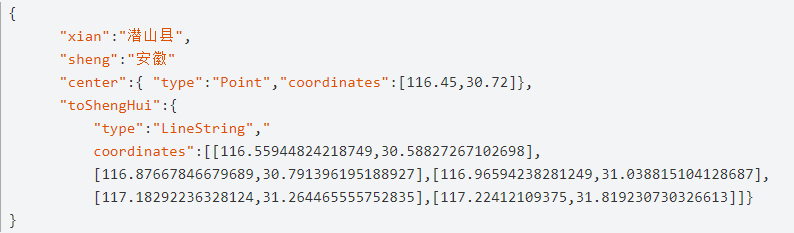 {
"xian":"潜山县",
"sheng":"安徽"
"center":{ "type":"Point","coordinates":[116.45,30.72]},
"toShengHui":{
"type":"LineString","
coordinates":[[116.55944824218749,30.58827267102698],
[116.87667846679689,30.791396195188927],[116.96594238281249,31.038815104128687],
[117.18292236328124,31.264465555752835],[117.22412109375,31.819230730326613]]}
}